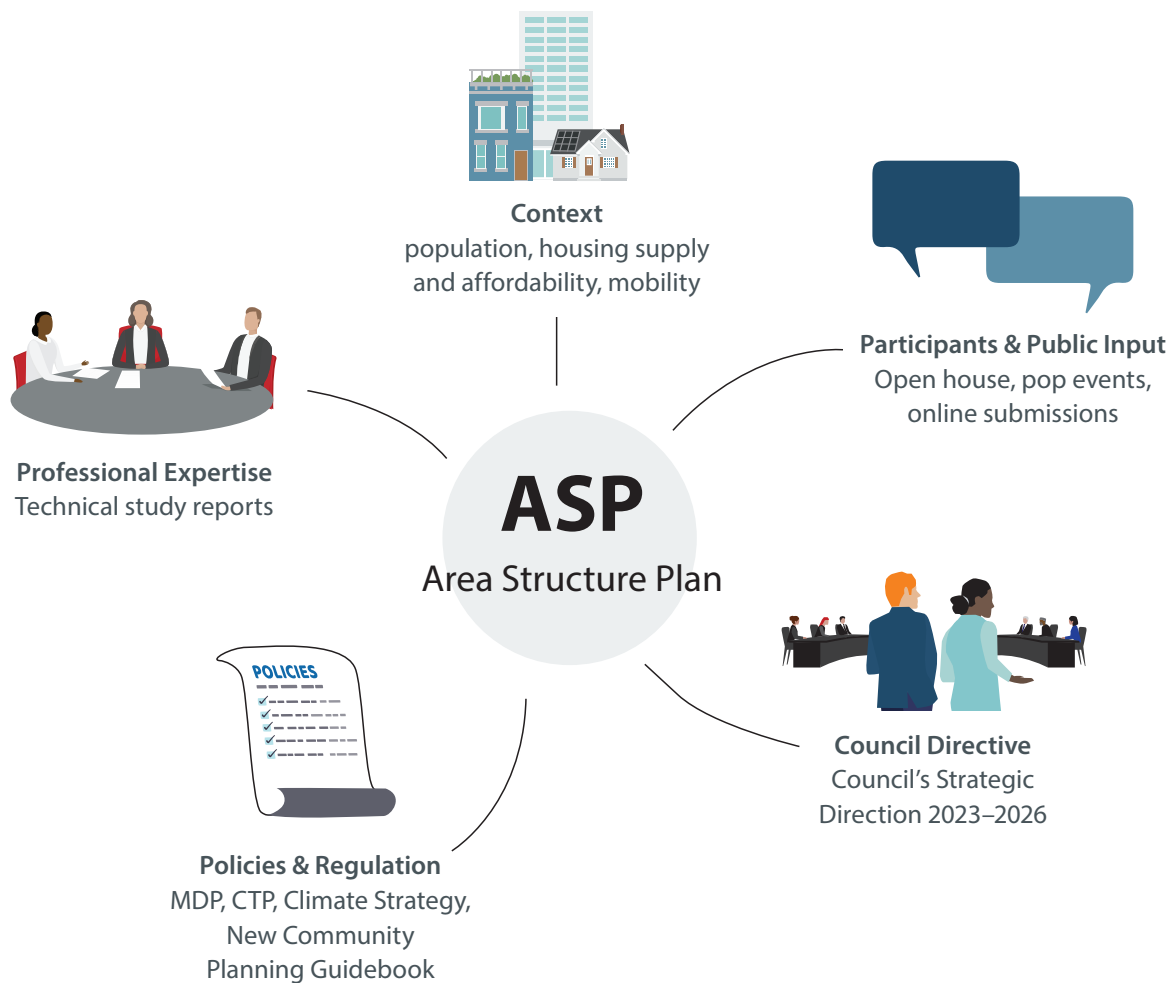 Context
population, housing supply
and affordability, mobility
Participants & Public Input
Open house, pop events,
online submissions
Professional Expertise
Technical study reports
ASP
Area Structure Plan
POLICIES
Council Directive
Council’s Strategic
Direction 2023–2026
Policies & Regulation
MDP, CTP, Climate Strategy,
New Community
Planning Guidebook